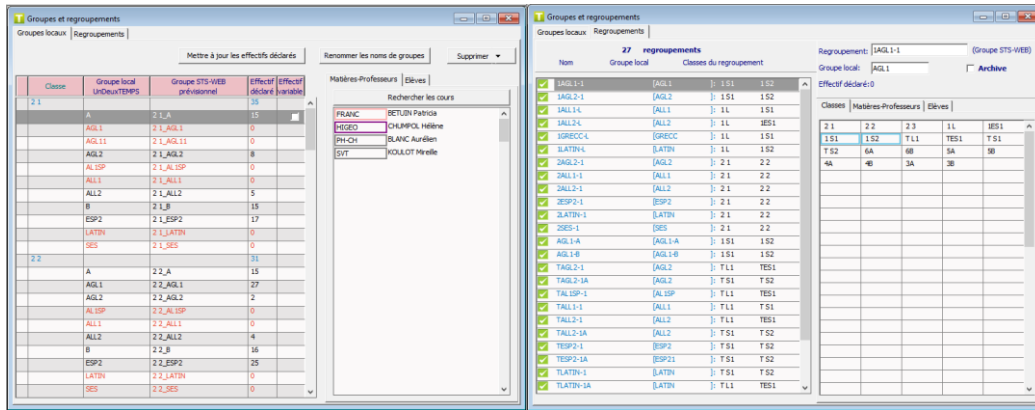 Groupes et regroupements
Groupes locaux Regroupements
Mettre à jour les effectifs déclarés Renommer les noms de groupes Supprimer
Classe Groupe local UnDeuxTEMPS Groupe STS-WEB prévisionnel Effectif déclaré Effectif variable
2 1 35
A 15
AGL1 2 1_AGL1 0
AGL11 2 1_AGL11 0
AGL2 2 1_AGL2 8
AL1SP 2 1_AL1SP 0
ALL1 2 1_ALL1 0
ALL2 2 1_ALL2 5
B 2 1_B 15
ESP2 2 1_ESP2 17
LATIN 2 1_LATIN 0
SES 2 1_SES 0
2 2 31
A 2 2_A 15
AGL1 2 2_AGL1 27
AGL2 2 2_AGL2 2
AL1SP 2 2_AL1SP 0
ALL1 2 2_ALL1 0
ALL2 2 2_ALL2 4
B 2 2_B 16
ESP2 2 2_ESP2 25
LATIN 2 2_LATIN 0
SES 2 2_SES 0
Matières-Professeurs Elèves
Rechercher les cours
FRANC BETUIN Patricia
HIGEO CHUMPOL Hélène
PH-CH BLANC Aurélien
SVT KOULOT Mireille
Groupes et regroupements
Groupes locaux Regroupements
27 regroupements
Nom Groupe local Classes du regroupement
1AGL1-1 [AGL1 ]: 1 S1 1 S2
1AGL2-1 [AGL2 ]: 1 S1 1 S2
1ALL1-L [ALL1 ]: 1L 1 S1
1ALL2-L [ALL2 ]: 1L 1ES1
1GRECC-L [GRECC ]: 1L 1 S1
1LATIN-L [LATIN ]: 1L 1 S2
2AGL2-1 [AGL2 ]: 2 1 2 2
2ALL1-1 [ALL1 ]: 2 1 2 2
2ALL2-1 [ALL2 ]: 2 1 2 2
2ESP2-1 [ESP2 ]: 2 1 2 2
2LATIN-1 [LATIN ]: 2 1 2 2
2SES-1 [SES ]: 2 1 2 2
AGL1-A [AGL1-A ]: 1 S1 1 S2
AGL1-B [AGL1-B ]: 1 S1 1 S2
TAGL2-1 [AGL2 ]: T L1 TES1
TAGL2-1A [AGL2 ]: T S1 T S2
TAL1SP-1 [AL1SP ]: T L1 TES1
TALL1-1 [ALL1 ]: T S1 T S2
TALL2-1 [ALL2 ]: T L1 TES1
TALL2-1A [ALL2 ]: T S1 T S2
TESP2-1 [ESP2 ]: T S1 T S2
TESP2-1A [ESP21 ]: T S1 T S2
TLATIN-1 [LATIN ]: T S1 T S2
TLATIN-1A [LATIN ]: T L1 TES1
Regroupement: 1AGL1-1 (Groupe STS-WEB)
Groupe local: AGL1 Archive
Effectif déclaré:0
Classes Matières-Professeurs Elèves
2 1 2 2 2 3 1L 1ES1
1 S1 1 S2 T L1 TES1 T S1
T S2 6A 6B 5A 5B
4A 4B 3A 3B